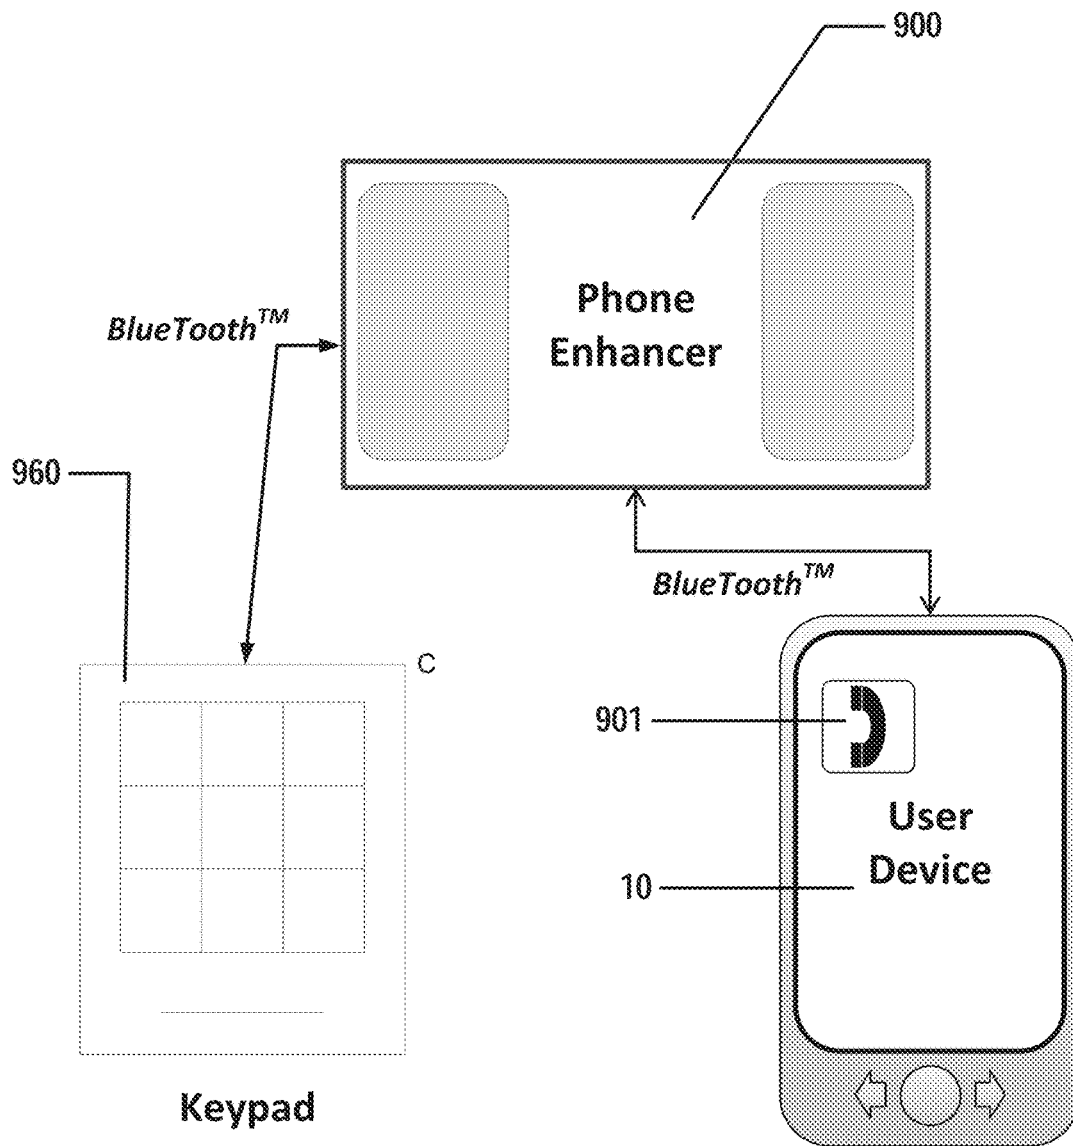 900
Phone
Enhancer
BlueTooth™
960
BlueTooth™
C
901
User
Device
10
Keypad